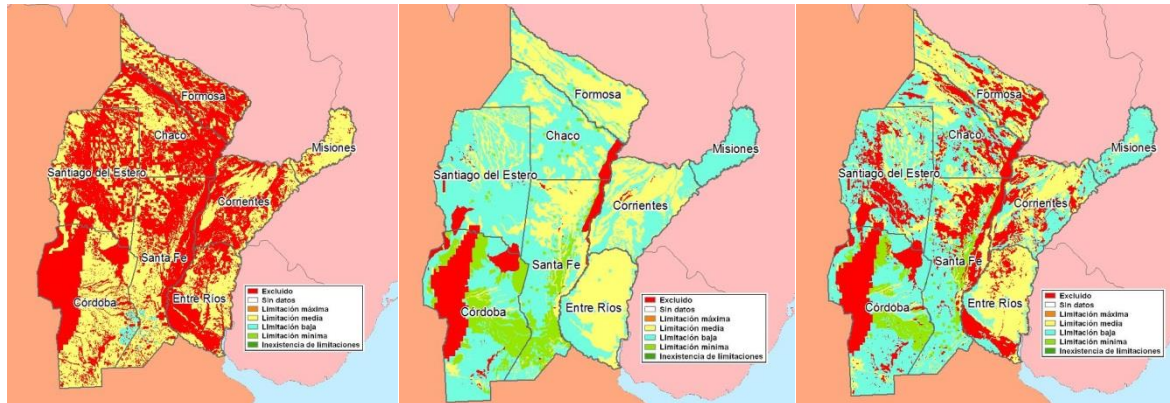 Formosa
Chaco
Misiones
Santiago del Estero
Corrientes
Santa Fe
Córdoba
Entre Ríos
Excluido
Sin datos
Limitación máxima
Limitación media
Limitación baja
Limitación mínima
Inexistencia de limitaciones
Formosa
Chaco
Misiones
Santiago del Estero
Corrientes
Santa Fe
Córdoba
Entre Ríos
Excluido
Sin datos
Limitación máxima
Limitación media
Limitación baja
Limitación mínima
Inexistencia de limitaciones
Formosa
Chaco
Misiones
Santiago del Estero
Corrientes
Santa Fe
Córdoba
Entre Ríos
Excluido
Sin datos
Limitación máxima
Limitación media
Limitación baja
Limitación mínima
Inexistencia de limitaciones